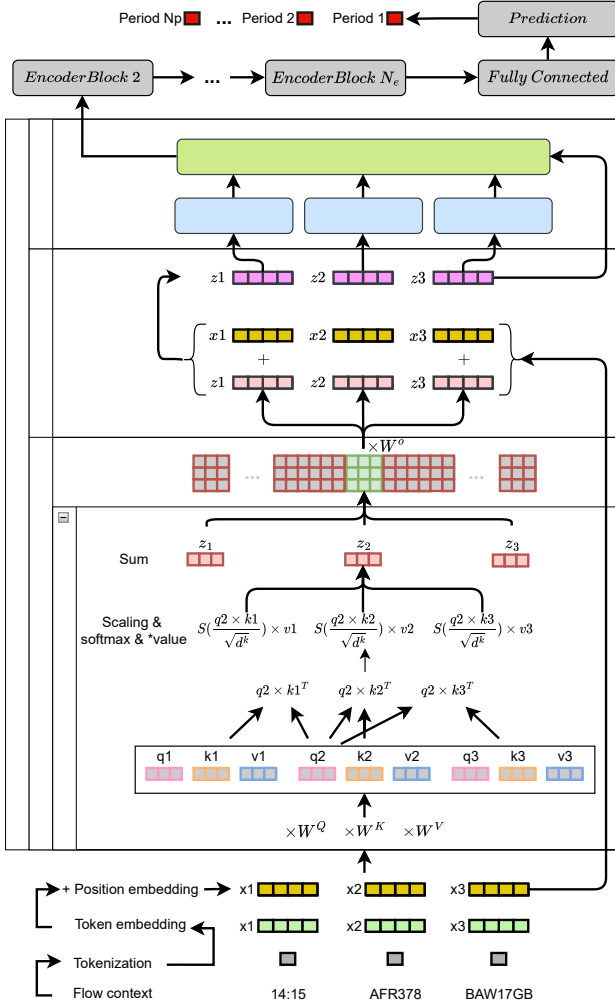 Period Np ... Period 2 Period 1 Prediction
EncoderBlock 2 ... EncoderBlock N_e Fully Connected
z1 z2 z3
x1 x2 x3
+ +
z1 z2 z3
×W^o
... ...
z_1 z_2 z_3
Sum
Scaling &
softmax & *value
S(q2 × k1/√d^k) × v1 S(q2 × k2/√d^k) × v2 S(q2 × k3/√d^k) × v3
q2 × k1^T q2 × k2^T q2 × k3^T
q1 k1 v1 q2 k2 v2 q3 k3 v3
×W^Q ×W^K ×W^V
+ Position embedding x1 x2 x3
Token embedding x1 x2 x3
Tokenization
Flow context 14:15 AFR378 BAW17GB